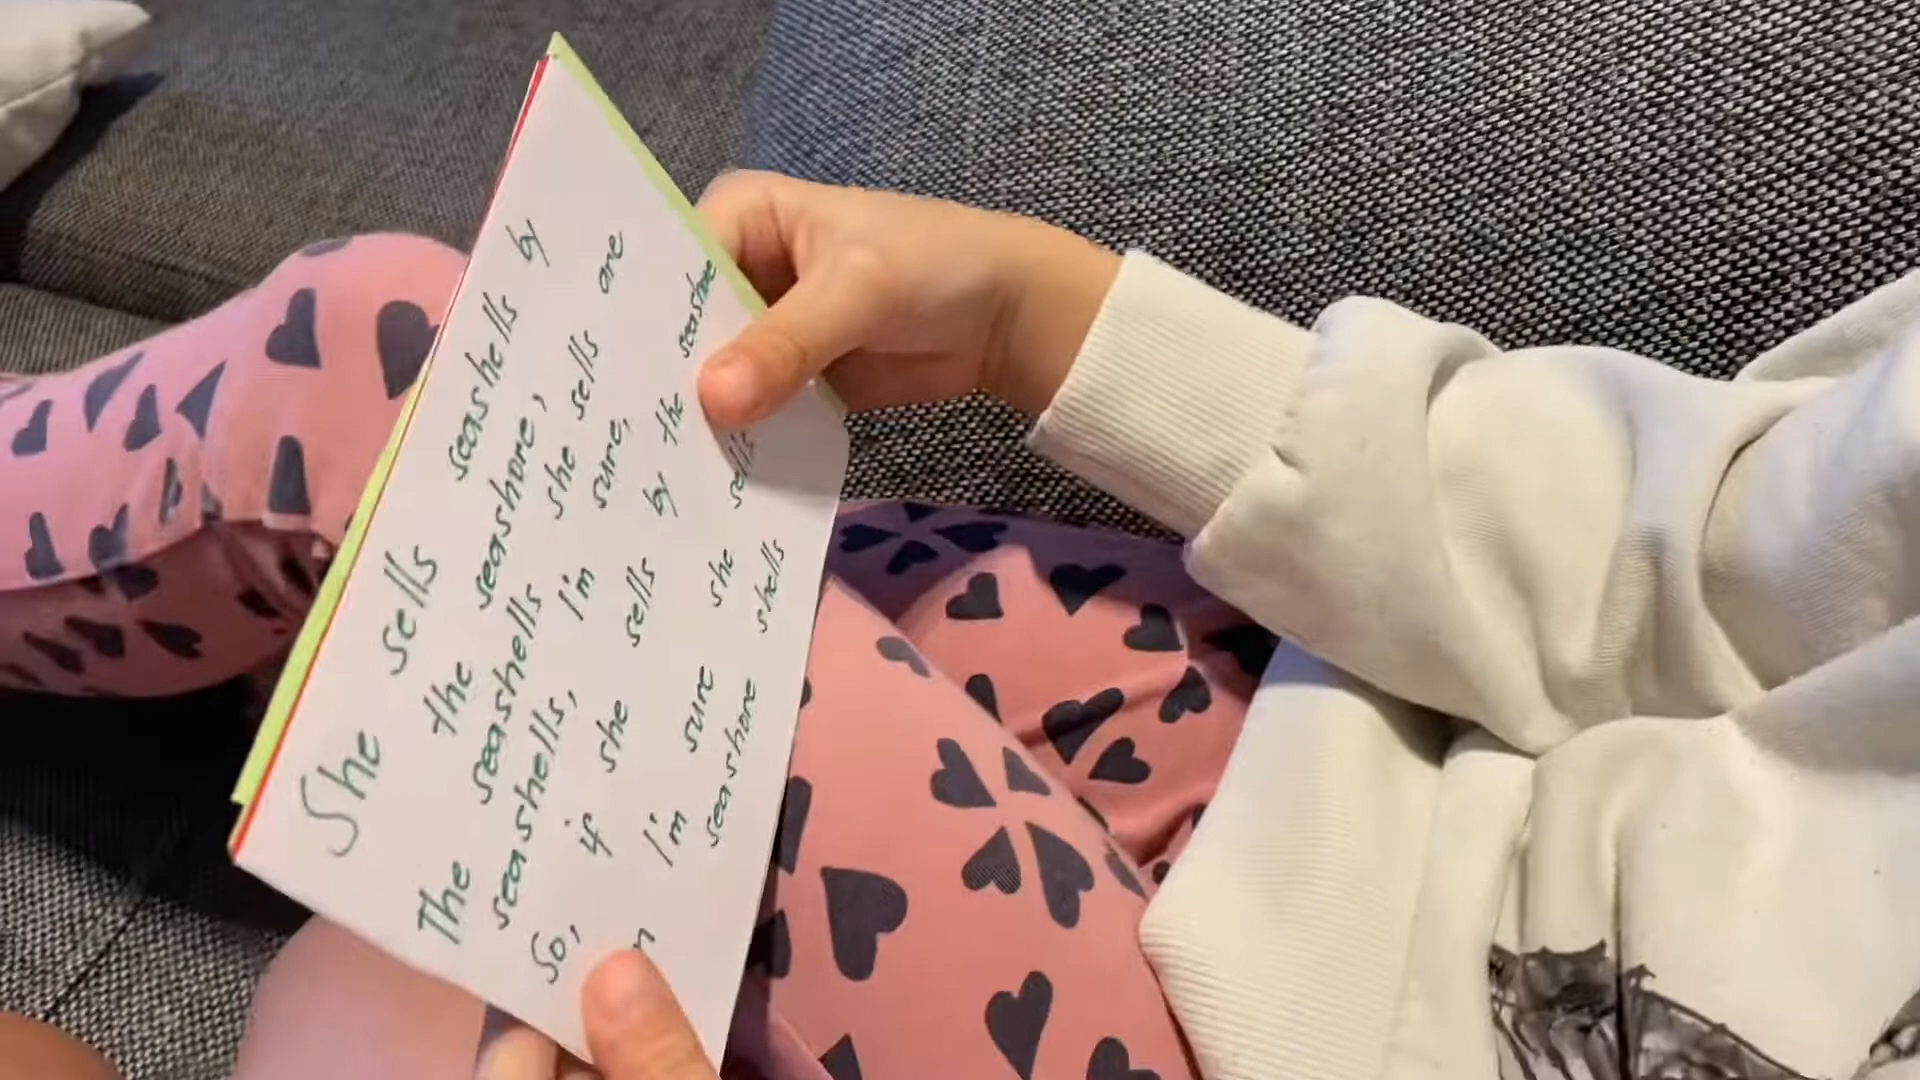 She sells seashells by
the seashore,
The seashells she sells are
seashells, I'm sure,
So, if she sells by the seashore
I'm sure she sells
seashore shells